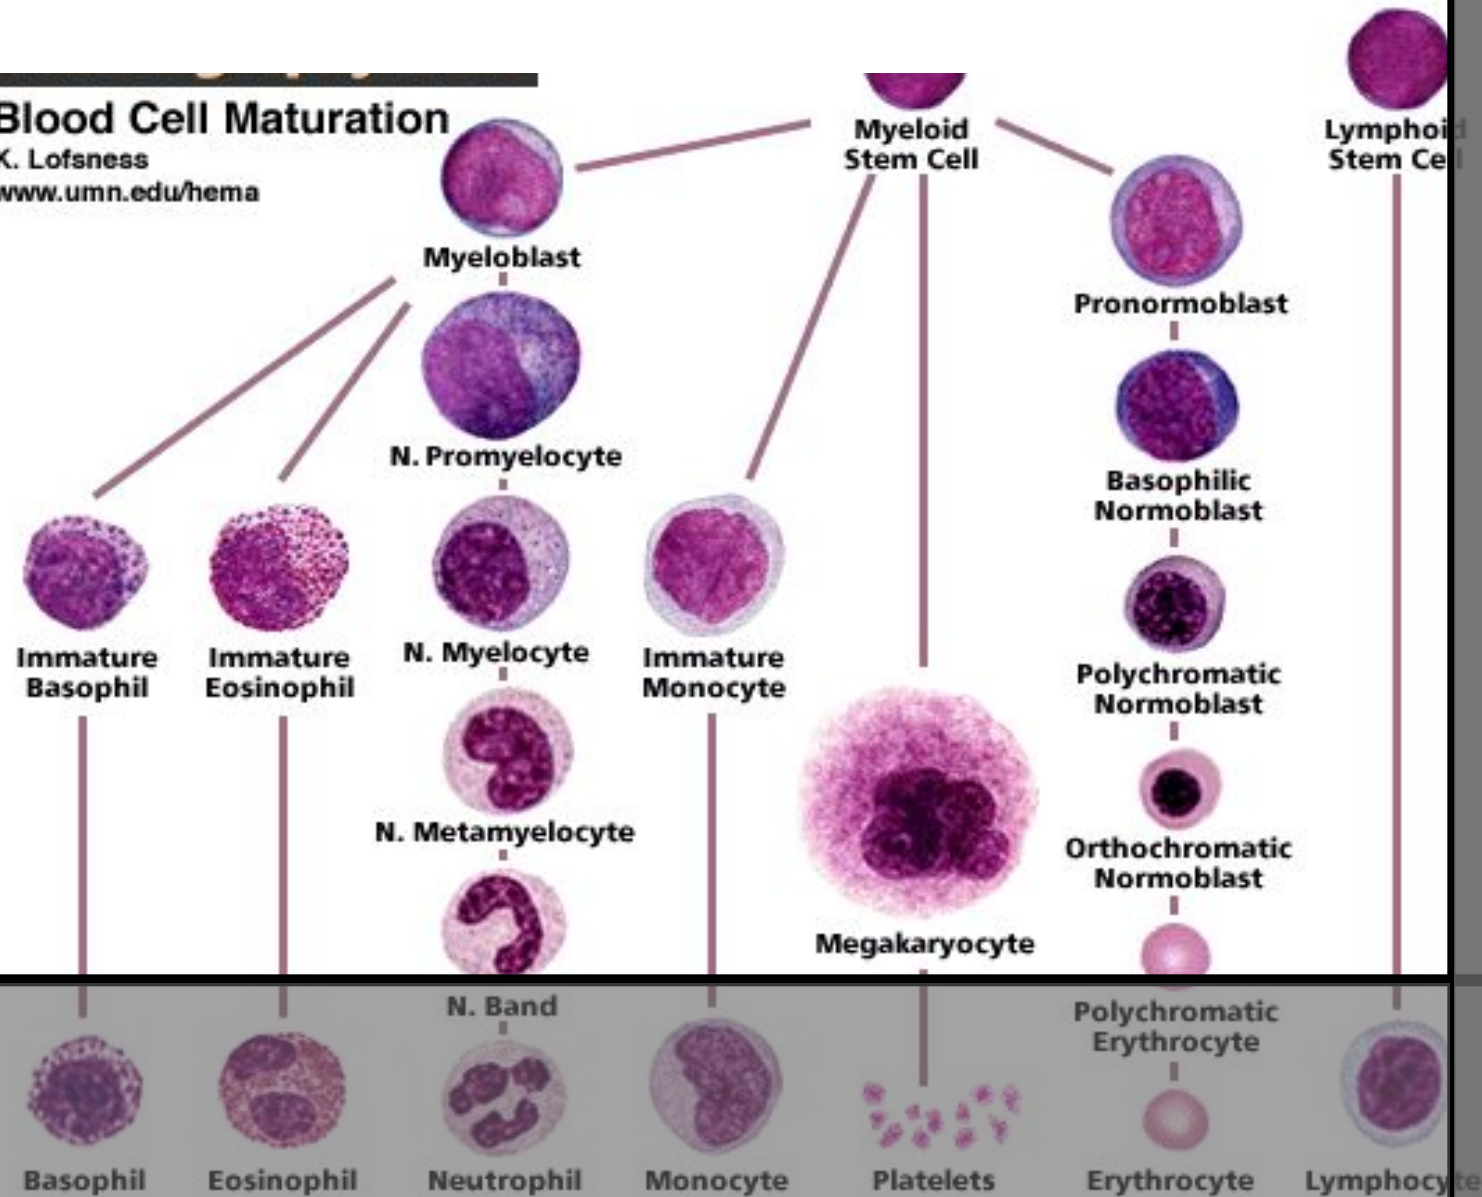 Blood Cell Maturation
K. Lofsness
www.umn.edu/hema
Myeloid
Stem Cell
Lymphoid
Stem Cell
Myeloblast
Pronormoblast
N. Promyelocyte
Basophilic
Normoblast
Immature
Basophil
Immature
Eosinophil
N. Myelocyte
Immature
Monocyte
Polychromatic
Normoblast
N. Metamyelocyte
Orthochromatic
Normoblast
Megakaryocyte
N. Band
Polychromatic
Erythrocyte
Basophil
Eosinophil
Neutrophil
Monocyte
Platelets
Erythrocyte
Lymphocyte